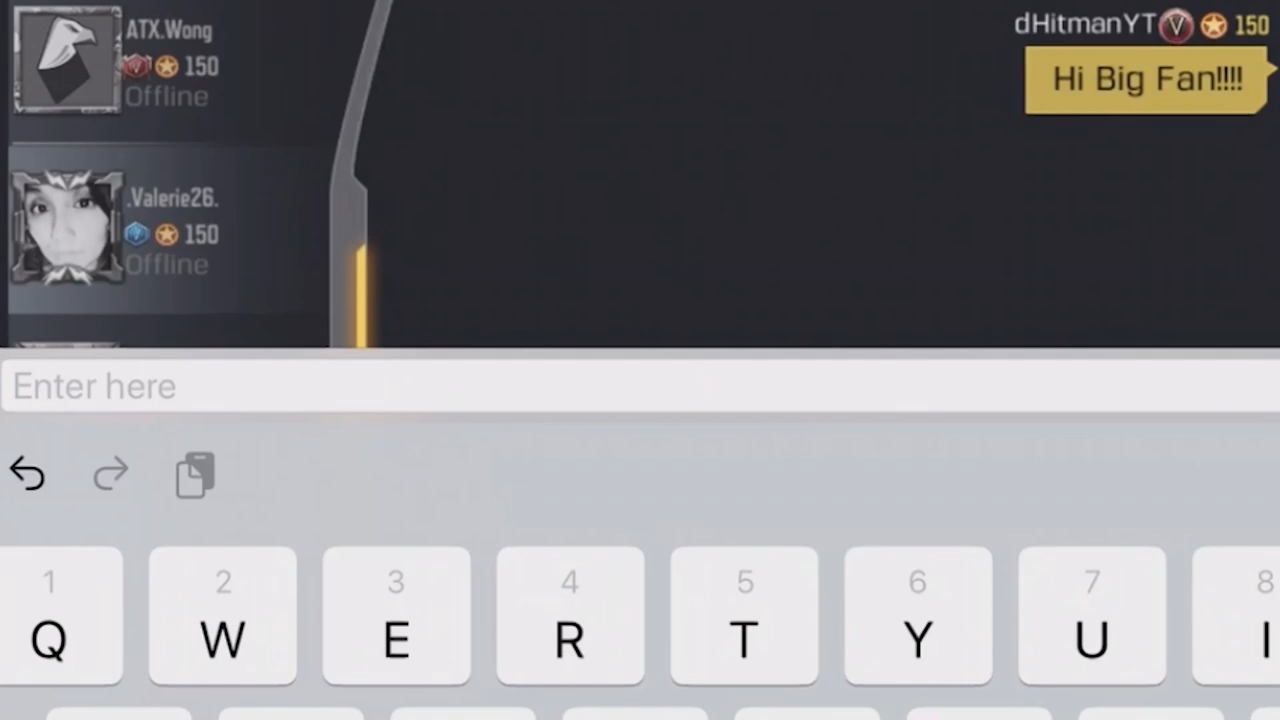 ATX.Wong
150
Offline
.Valerie26.
150
Offline
dHitmanYT V 150
Hi Big Fan!!!!
Enter here
1 2 3 4 5 6 7 8
Q W E R T Y U I